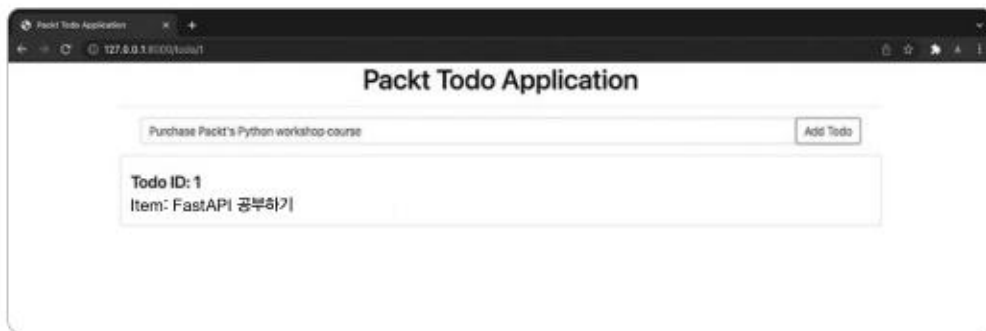 Packt Todo Application
127.0.0.1:8000/todo/1
Packt Todo Application
Purchase Packt's Python workshop course
Add Todo
Todo ID: 1
Item: FastAPI 공부하기